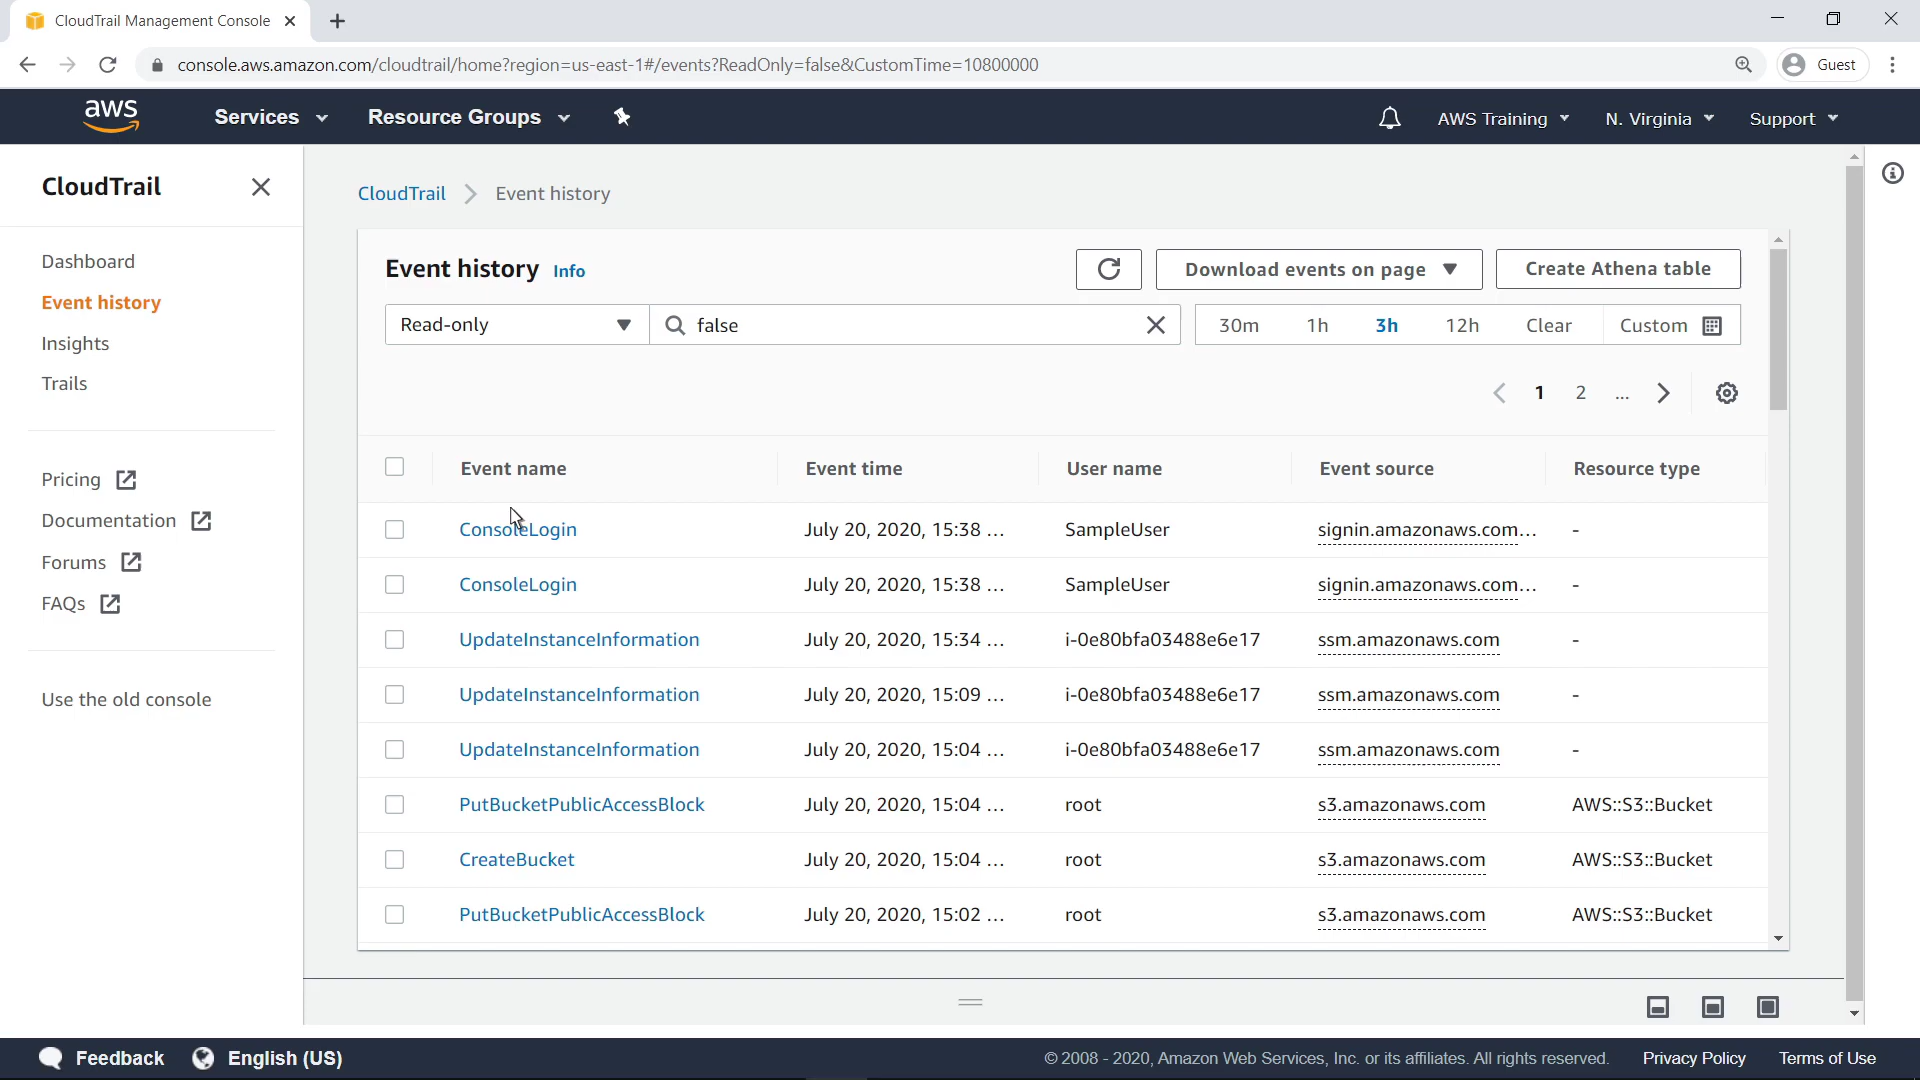 CloudTrail Management Console
console.aws.amazon.com/cloudtrail/home?region=us-east-1#/events?ReadOnly=false&CustomTime=10800000
Guest
aws
Services
Resource Groups
AWS Training
N. Virginia
Support
CloudTrail
Dashboard
Event history
Insights
Trails
Pricing
Documentation
Forums
FAQs
Use the old console
CloudTrail > Event history
Event history Info
Download events on page
Create Athena table
Read-only
false
30m 1h 3h 12h Clear Custom
1 2 ...
Event name Event time User name Event source Resource type
ConsoleLogin July 20, 2020, 15:38 ... SampleUser signin.amazonaws.com... -
ConsoleLogin July 20, 2020, 15:38 ... SampleUser signin.amazonaws.com... -
UpdateInstanceInformation July 20, 2020, 15:34 ... i-0e80bfa03488e6e17 ssm.amazonaws.com -
UpdateInstanceInformation July 20, 2020, 15:09 ... i-0e80bfa03488e6e17 ssm.amazonaws.com -
UpdateInstanceInformation July 20, 2020, 15:04 ... i-0e80bfa03488e6e17 ssm.amazonaws.com -
PutBucketPublicAccessBlock July 20, 2020, 15:04 ... root s3.amazonaws.com AWS::S3::Bucket
CreateBucket July 20, 2020, 15:04 ... root s3.amazonaws.com AWS::S3::Bucket
PutBucketPublicAccessBlock July 20, 2020, 15:02 ... root s3.amazonaws.com AWS::S3::Bucket
Feedback
English (US)
© 2008 - 2020, Amazon Web Services, Inc. or its affiliates. All rights reserved.
Privacy Policy
Terms of Use